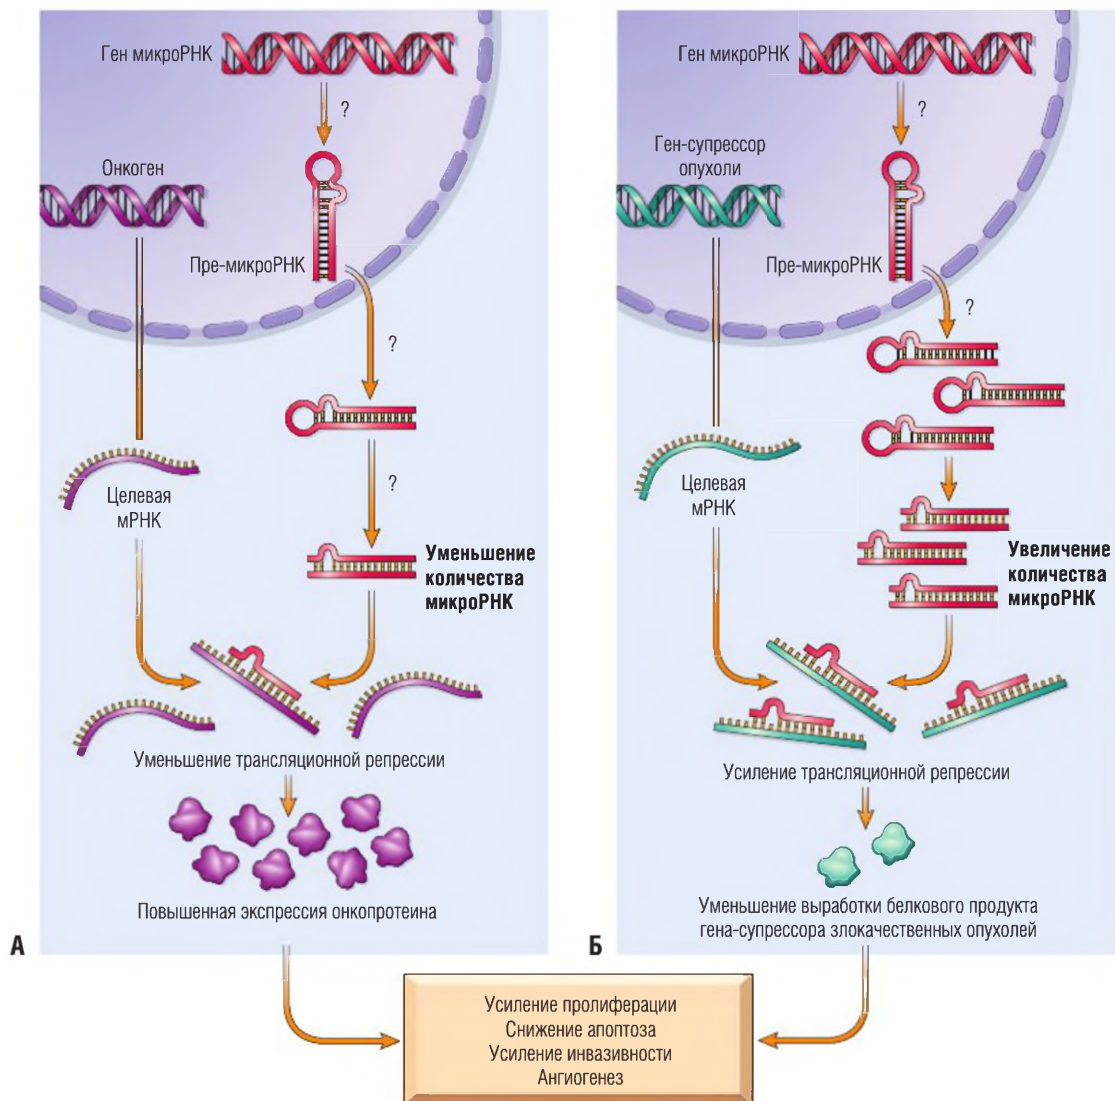 Ген микроРНК
?
Онкоген
Пре-микроРНК
?
Целевая
мРНК
?
Уменьшение
количества
микроРНК
Уменьшение трансляционной репрессии
Повышенная экспрессия онкопротеина
А
Ген микроРНК
?
Ген-супрессор
опухоли
Пре-микроРНК
?
Целевая
мРНК
Увеличение
количества
микроРНК
Усиление трансляционной репрессии
Уменьшение выработки белкового продукта
гена-супрессора злокачественных опухолей
Б
Усиление пролиферации
Снижение апоптоза
Усиление инвазивности
Ангиогенез